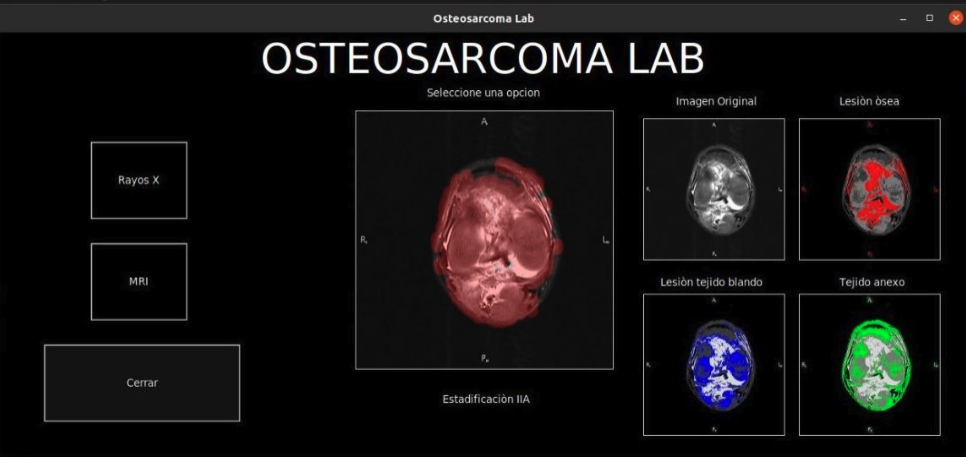 Osteosarcoma Lab
OSTEOSARCOMA LAB
Seleccione una opcion
Rayos X
MRI
Cerrar
A
R
L
P
Estadificaciòn IIA
Imagen Original
Lesiòn òsea
Lesiòn tejido blando
Tejido anexo